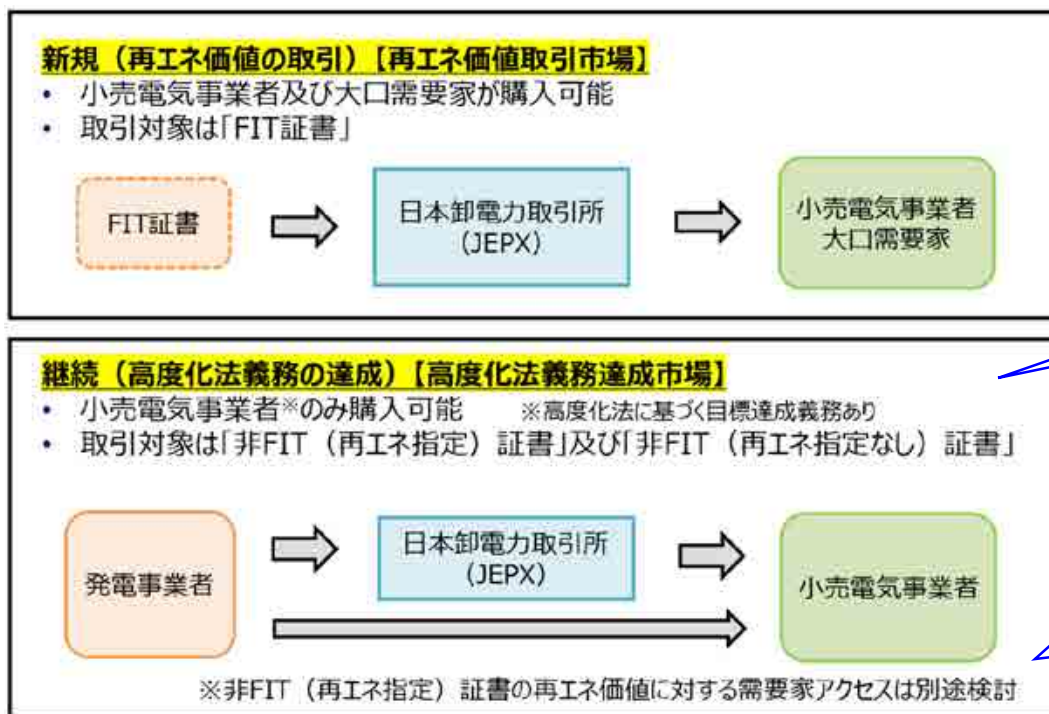 新規（再エネ価値の取引）【再エネ価値取引市場】
• 小売電気事業者及び大口需要家が購入可能
• 取引対象は「FIT証書」
FIT証書
日本卸電力取引所
(JEPX)
小売電気事業者
大口需要家
継続（高度化法義務の達成）【高度化法義務達成市場】
• 小売電気事業者※のみ購入可能 ※高度化法に基づく目標達成義務あり
• 取引対象は「非FIT（再エネ指定）証書」及び「非FIT（再エネ指定なし）証書」
発電事業者
日本卸電力取引所
(JEPX)
小売電気事業者
※非FIT（再エネ指定）証書の再エネ価値に対する需要家アクセスは別途検討